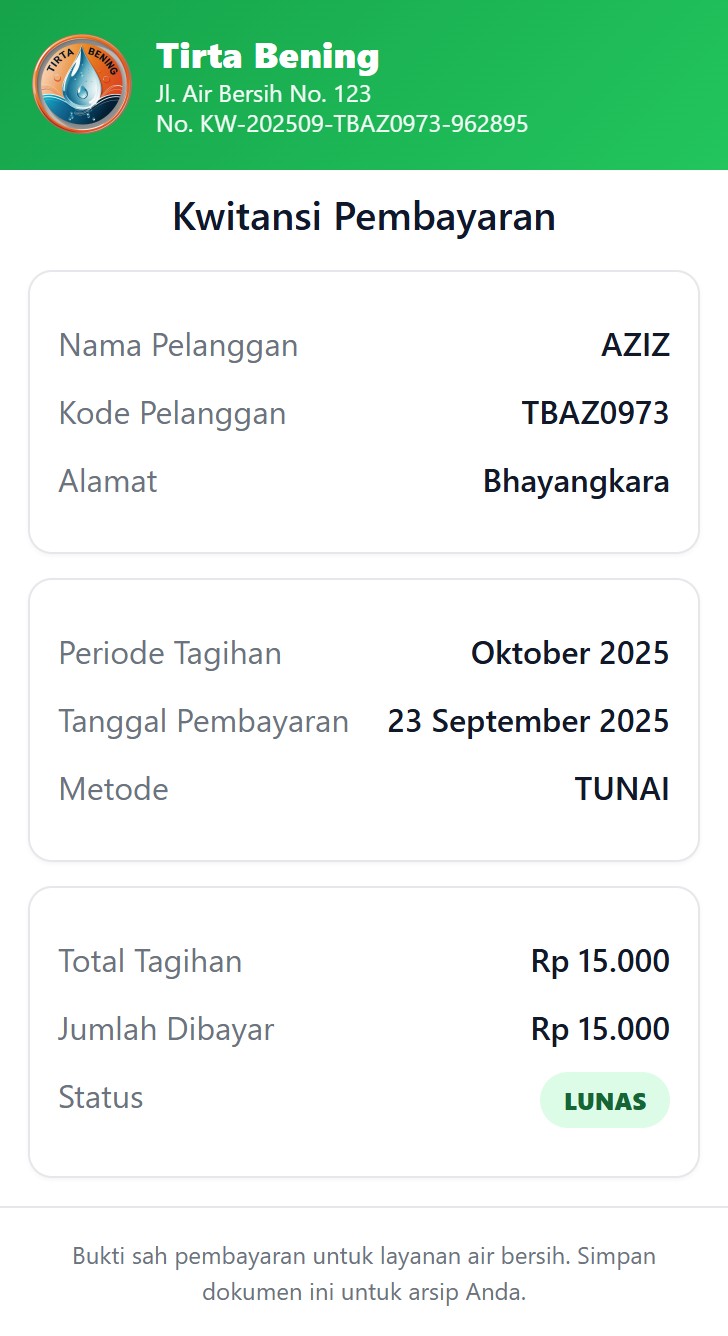 TIRTA BENING
Tirta Bening
Jl. Air Bersih No. 123
No. KW-202509-TBAZ0973-962895
Kwitansi Pembayaran
Nama Pelanggan AZIZ
Kode Pelanggan TBAZ0973
Alamat Bhayangkara
Periode Tagihan Oktober 2025
Tanggal Pembayaran 23 September 2025
Metode TUNAI
Total Tagihan Rp 15.000
Jumlah Dibayar Rp 15.000
Status LUNAS
Bukti sah pembayaran untuk layanan air bersih. Simpan
dokumen ini untuk arsip Anda.